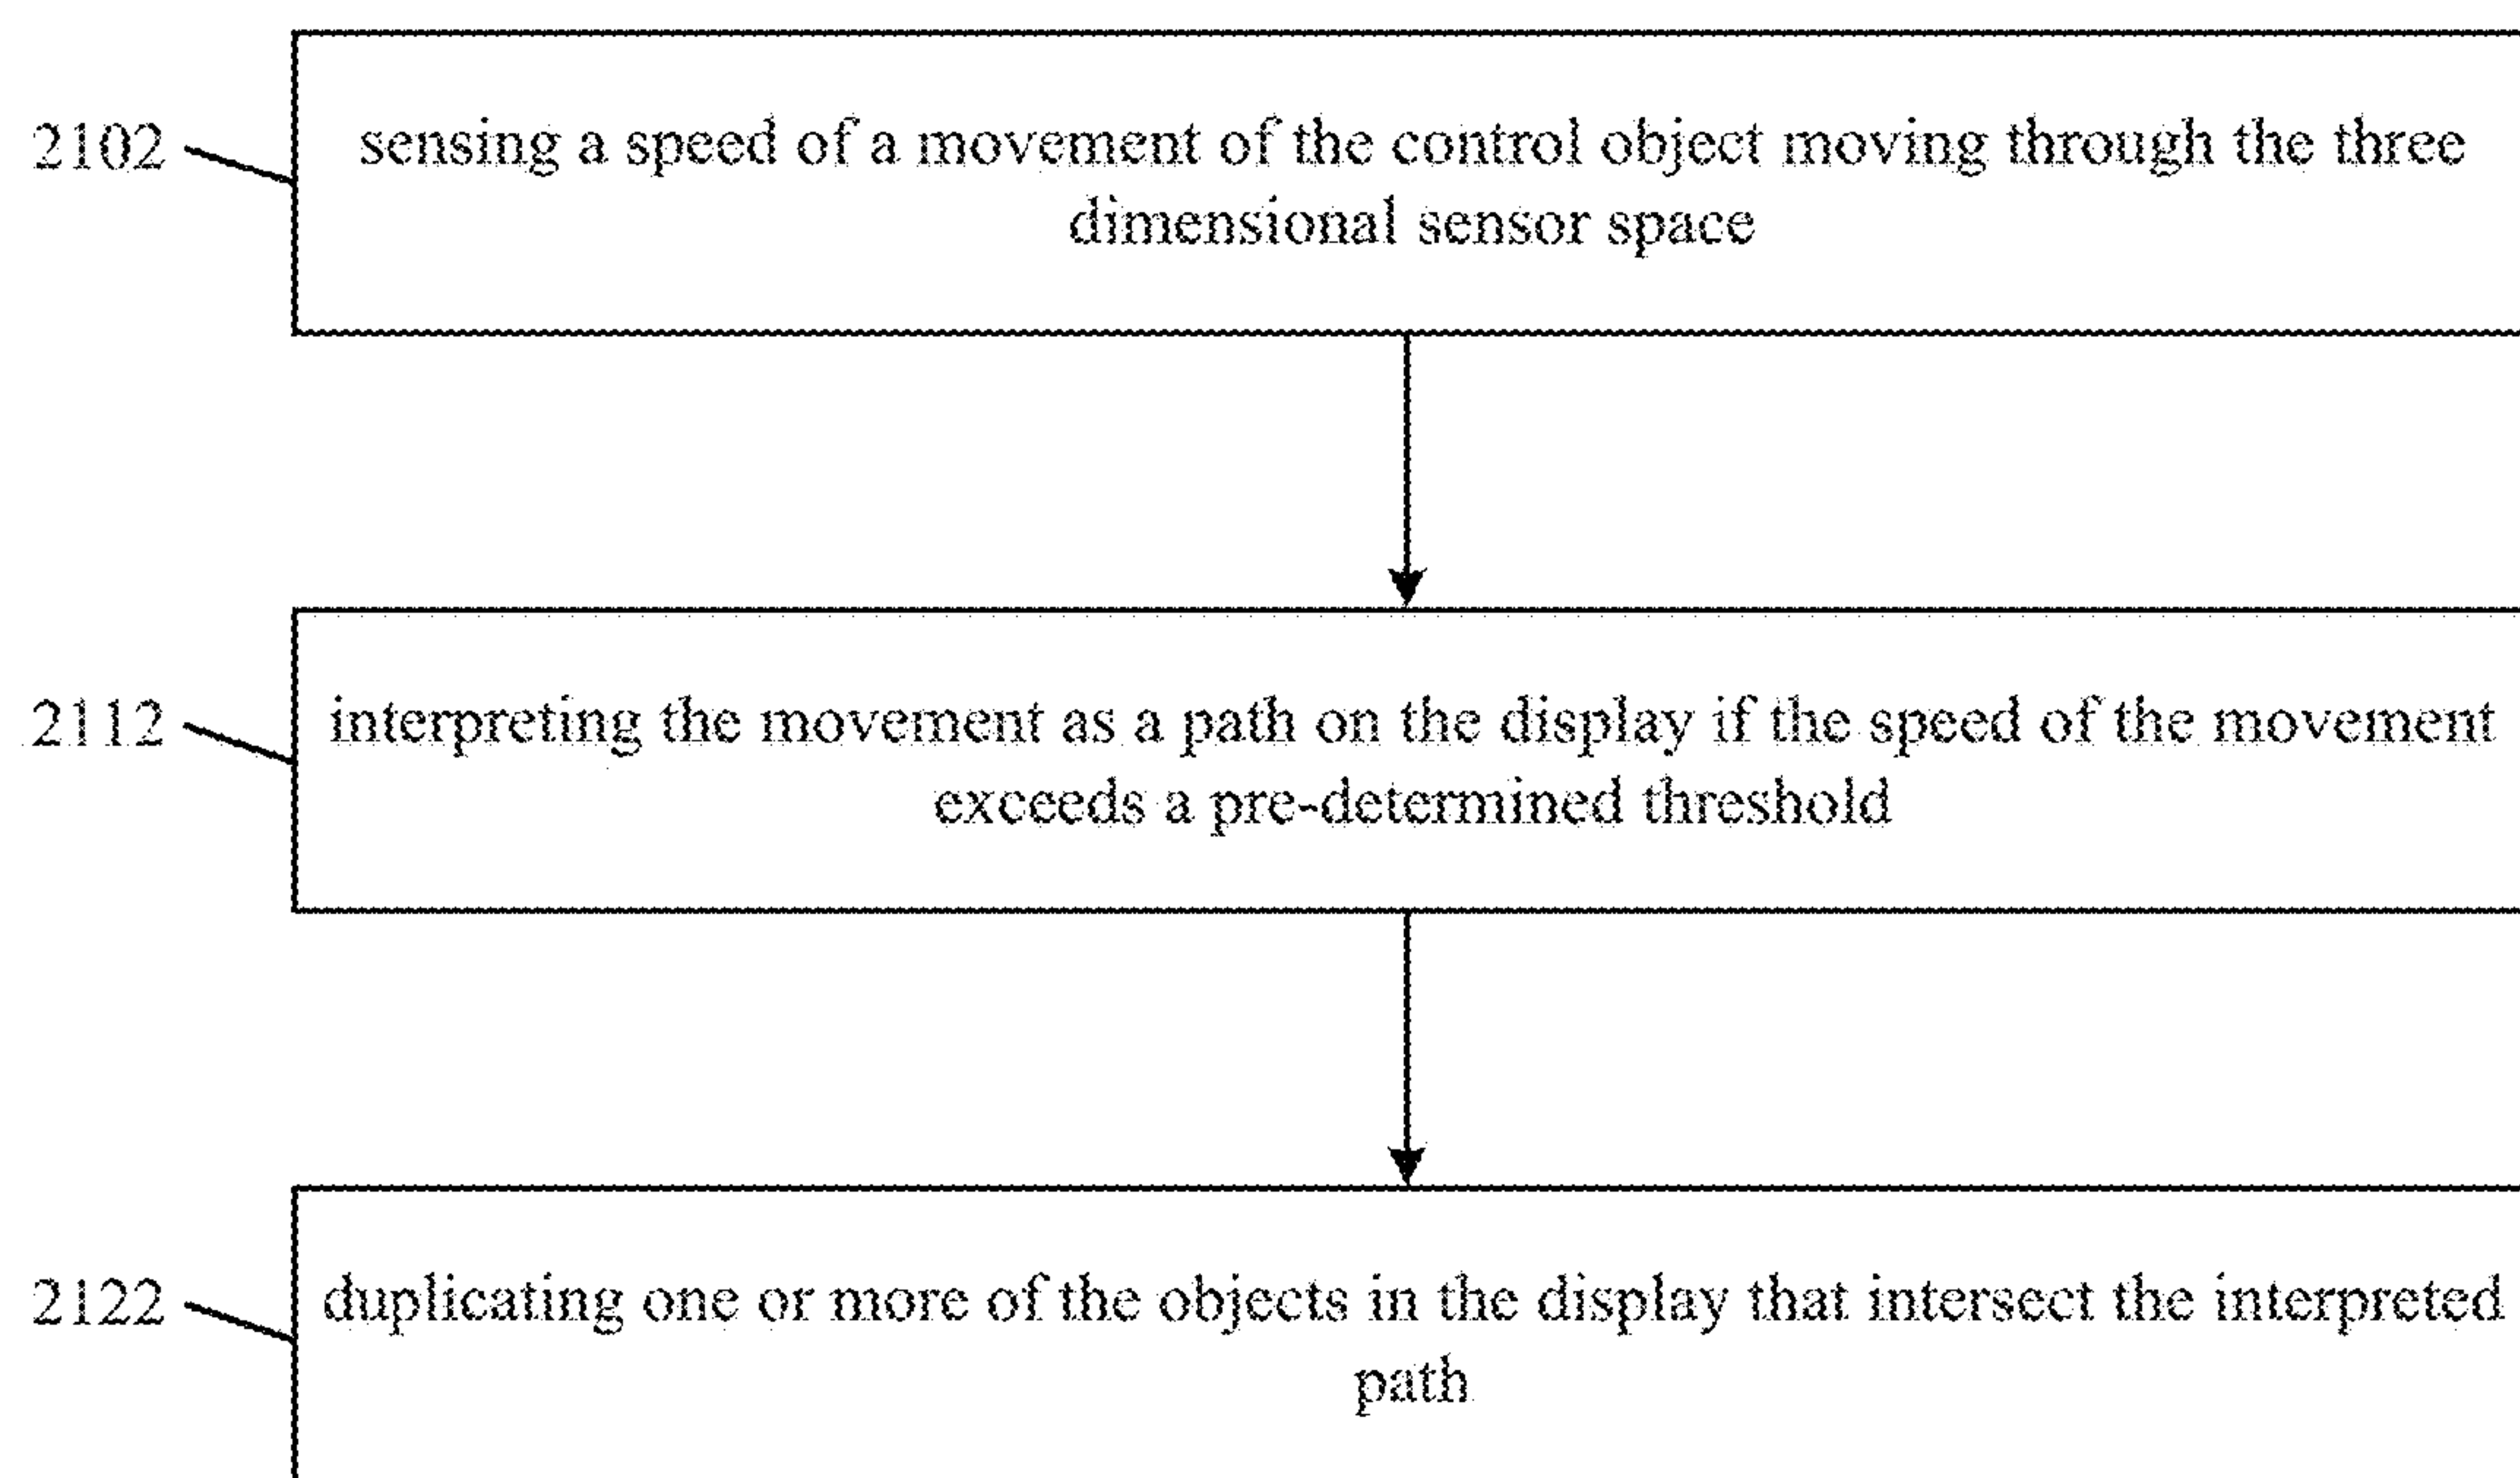 2102
sensing a speed of a movement of the control object moving through the three
dimensional sensor space
2112
interpreting the movement as a path on the display if the speed of the movement
exceeds a pre-determined threshold
2122
duplicating one or more of the objects in the display that intersect the interpreted
path